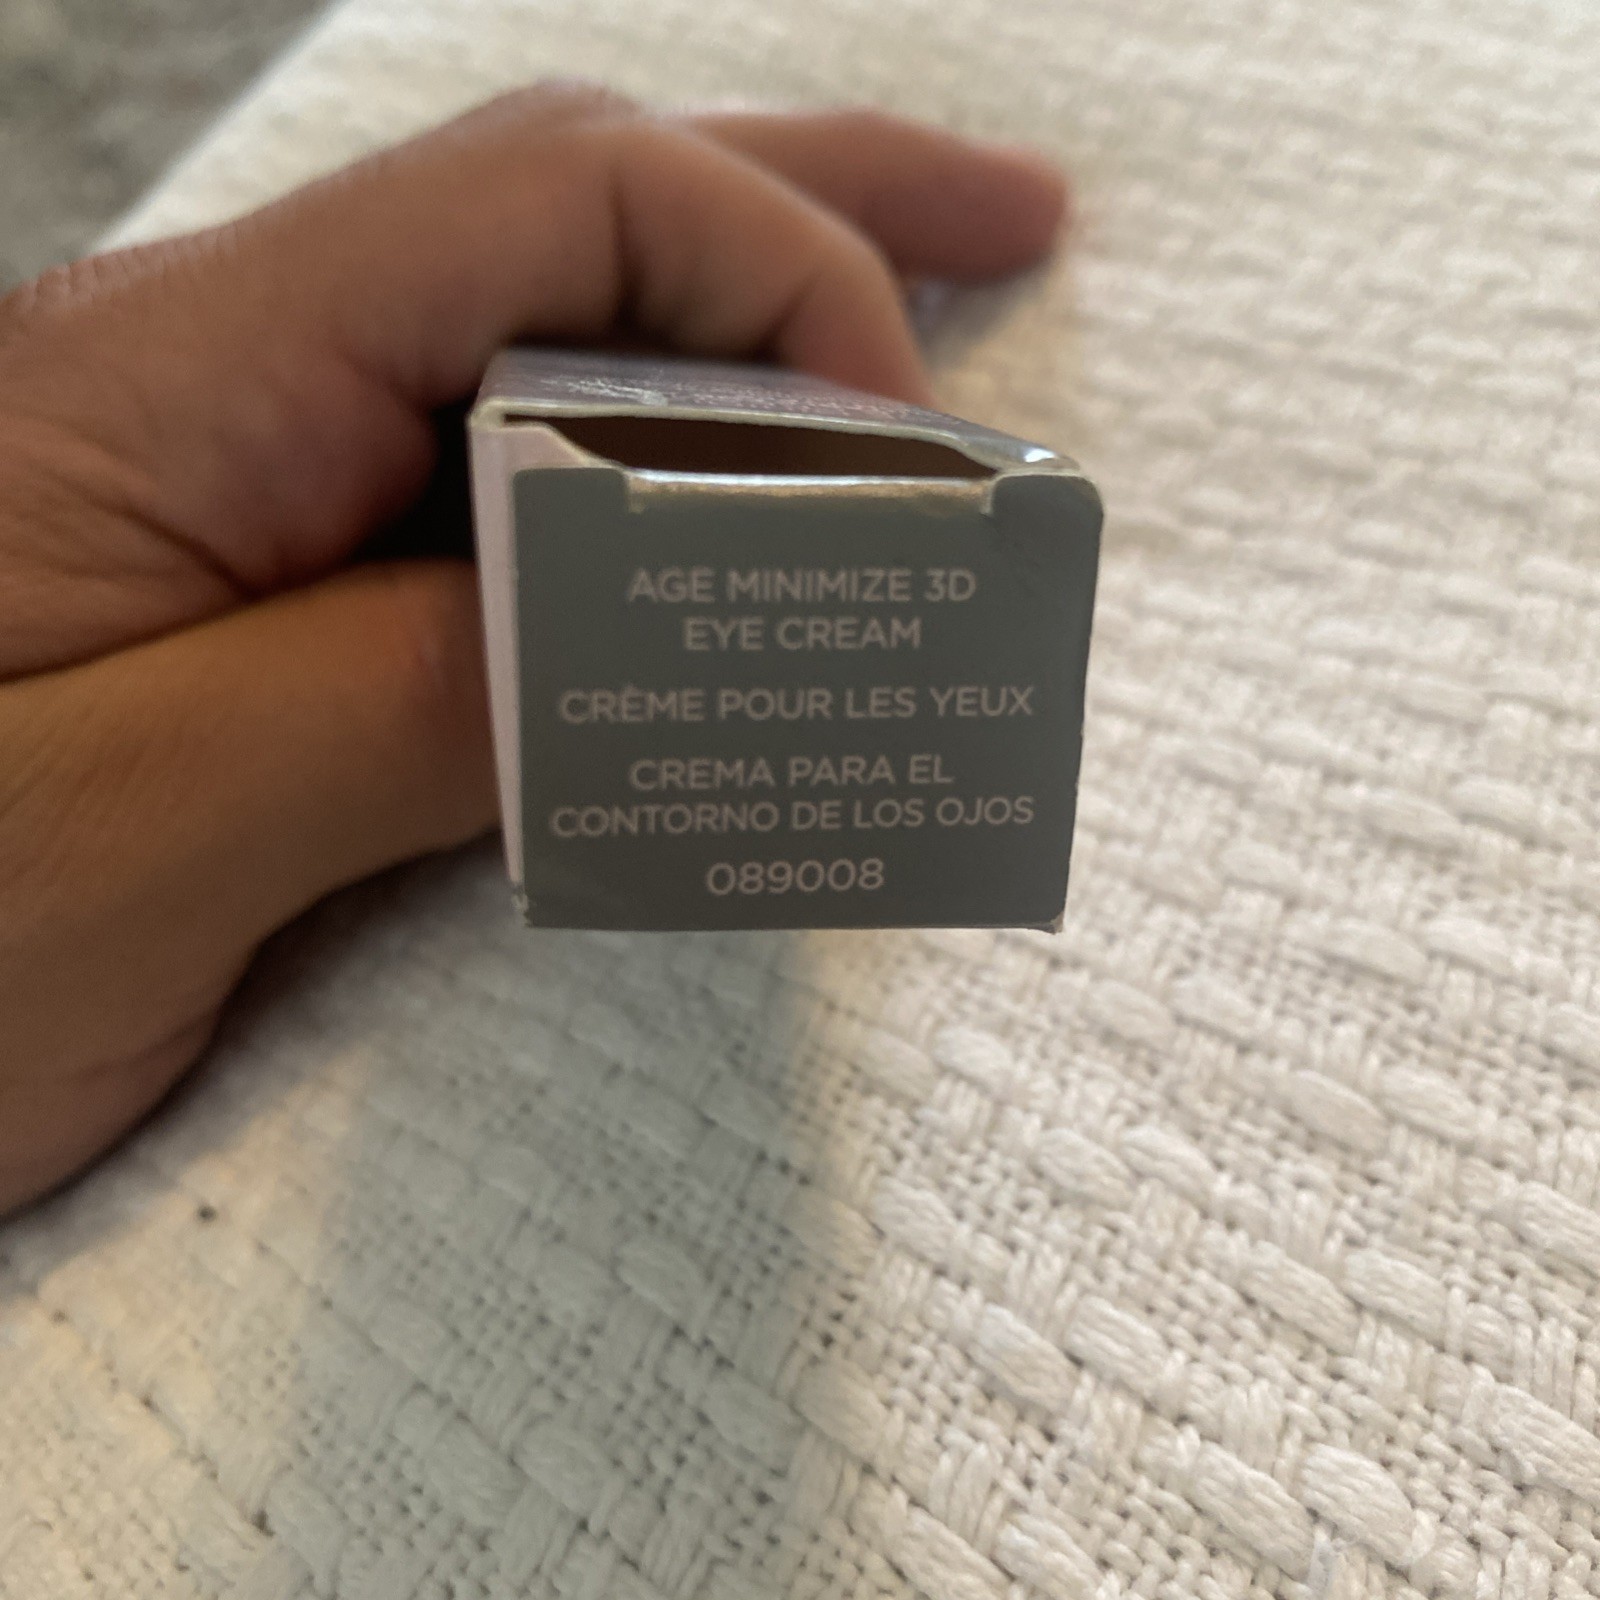 AGE MINIMIZE 3D
EYE CREAM
CRÈME POUR LES YEUX
CREMA PARA EL
CONTORNO DE LOS OJOS
089008